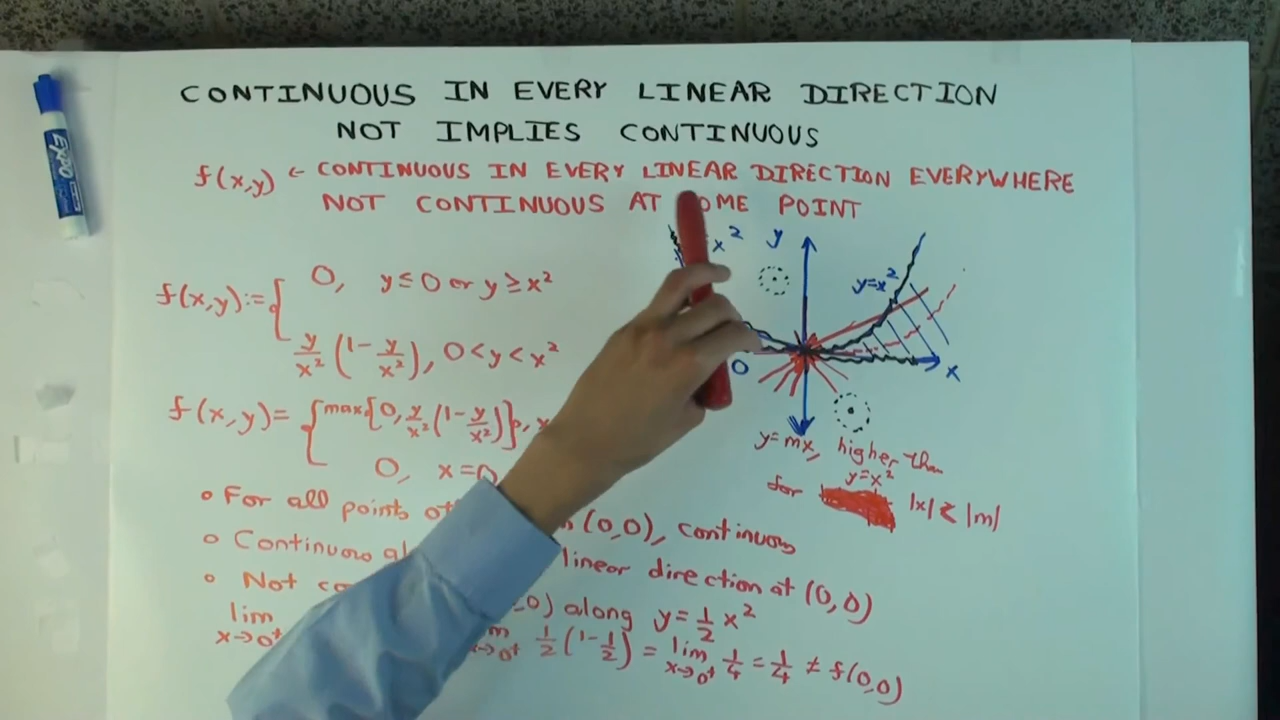 CONTINUOUS IN EVERY LINEAR DIRECTION
NOT IMPLIES CONTINUOUS
f(x,y) ← CONTINUOUS IN EVERY LINEAR DIRECTION EVERYWHERE
NOT CONTINUOUS AT OME POINT
EXPO
x² y
y=x²
f(x,y):={ 0, y≤0 or y≥x²
y/x² (1-y/x²), 0<y<x²
0 x
f(x,y)= { max{0, y/x² (1-y/x²)}, x
0, x=0
y=mx, higher than
y=x²
for |x|<|m|
• For all points ot n (0,0), continuous
• Continuous al linear direction at (0,0)
• Not co ,0) along y=½x²
lim x→0⁺ m x→0⁺ ½(1-½) = lim x→0⁺ ¼ = ¼ ≠ f(0,0)